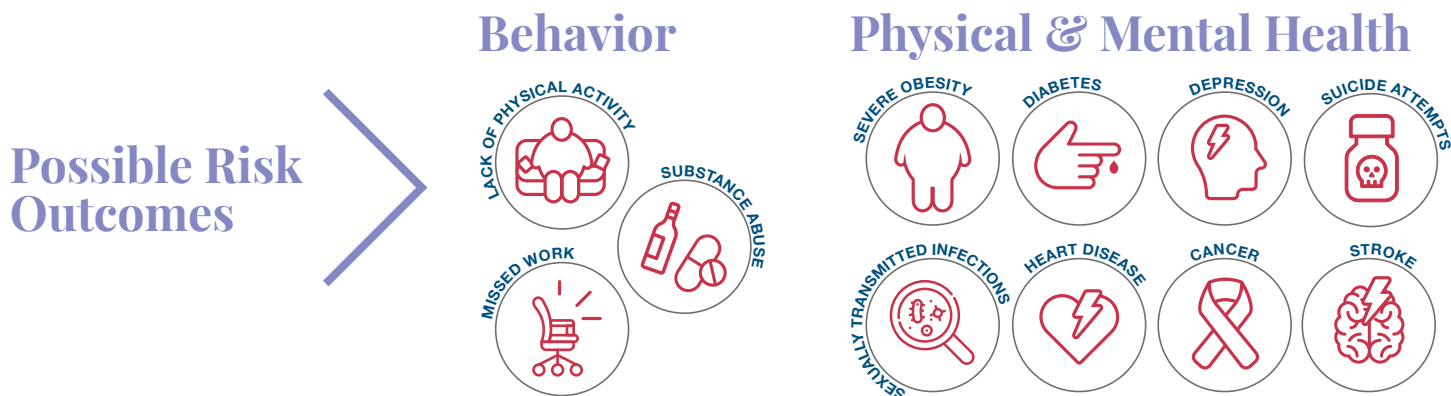 Possible Risk
Outcomes
Behavior
LACK OF PHYSICAL ACTIVITY
SUBSTANCE ABUSE
MISSED WORK
Physical & Mental Health
SEVERE OBESITY
DIABETES
DEPRESSION
SUICIDE ATTEMPTS
SEXUALLY TRANSMITTED INFECTIONS
HEART DISEASE
CANCER
STROKE